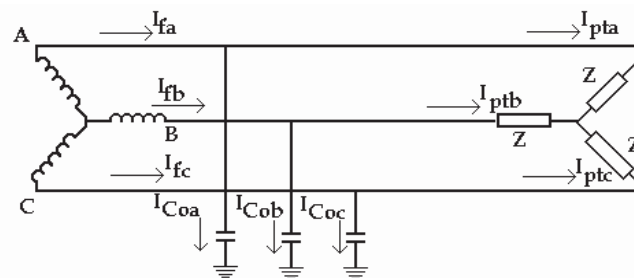 A
I_fa
I_pta
Z
I_fb
I_ptb
B
Z
Z
I_fc
I_ptc
C
I_Coa
I_Cob
I_Coc